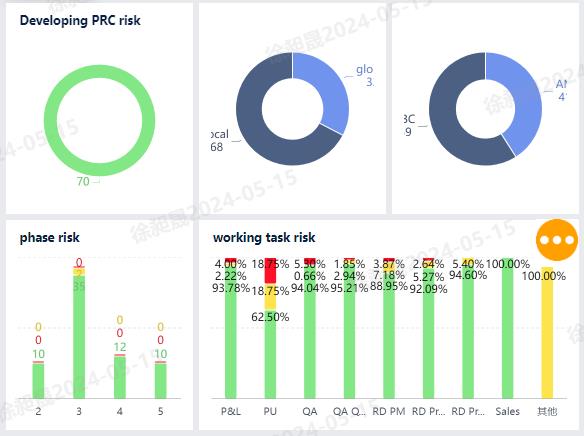 Developing PRC risk
70
glo
3.
ocal
68
AI
4
3C
9
phase risk
0
2
35
0
0
10
0
0
12
0
0
10
2
3
4
5
working task risk
4.00% 18.75% 5.30% 1.85% 3.87% 2.64% 5.40% 100.00%
2.22% 18.75% 0.66% 2.94% 7.18% 5.27% 94.60% 100.00%
93.78% 62.50% 94.04% 95.21% 88.95% 92.09%
P&L PU QA QA Q... RD PM RD Pr... RD Pr... Sales 其他
徐昶晟2024-05-15